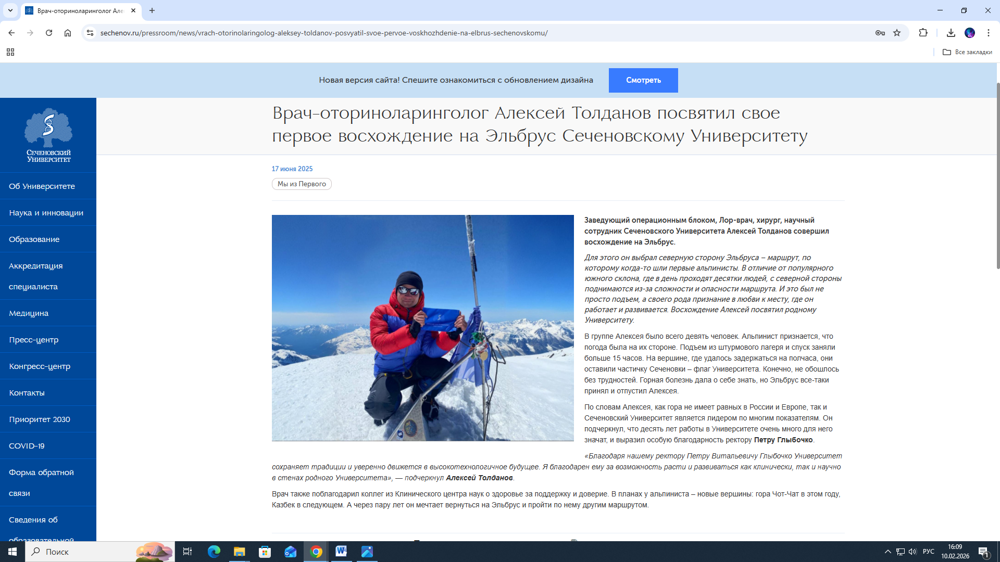 Врач-оториноларинголог Але
sechenov.ru/pressroom/news/vrach-otorinolaringolog-aleksey-toldanov-posvyatil-svoe-pervoe-voskhozhdenie-na-elbrus-sechenovskomu/
Все закладки
Новая версия сайта! Спешите ознакомиться с обновлением дизайна
Смотреть
Сеченовский
Университет
Об Университете
Наука и инновации
Образование
Аккредитация
специалиста
Медицина
Пресс-центр
Конгресс-центр
Контакты
Приоритет 2030
COVID-19
Форма обратной
связи
Сведения об
образовательной
Врач-оториноларинголог Алексей Толданов посвятил свое
первое восхождение на Эльбрус Сеченовскому Университету
17 июня 2025
Мы из Первого
Заведующий операционным блоком, Лор-врач, хирург, научный
сотрудник Сеченовского Университета Алексей Толданов совершил
восхождение на Эльбрус.
Для этого он выбрал северную сторону Эльбруса – маршрут, по
которому когда-то шли первые альпинисты. В отличие от популярного
южного склона, где в день проходят десятки людей, с северной стороны
поднимаются из-за сложности и опасности маршрута. И это был не
просто подъем, а своего рода признание в любви к месту, где он
работает и развивается. Восхождение Алексей посвятил родному
Университету.
В группе Алексея было всего девять человек. Альпинист признается, что
погода была на их стороне. Подъем из штурмового лагеря и спуск заняли
больше 15 часов. На вершине, где удалось задержаться на полчаса, они
оставили частичку Сеченовки – флаг Университета. Конечно, не обошлось
без трудностей. Горная болезнь дала о себе знать, но Эльбрус все-таки
принял и отпустил Алексея.
По словам Алексея, как гора не имеет равных в России и Европе, так и
Сеченовский Университет является лидером по многим показателям. Он
подчеркнул, что десять лет работы в Университете очень много для него
значат, и выразил особую благодарность ректору Петру Глыбочко.
«Благодаря нашему ректору Петру Витальевичу Глыбочко Университет
сохраняет традиции и уверенно движется в высокотехнологичное будущее. Я благодарен ему за возможность расти и развиваться как клинически, так и научно
в стенах родного Университета», — подчеркнул Алексей Толданов.
Врач также поблагодарил коллег из Клинического центра наук о здоровье за поддержку и доверие. В планах у альпиниста – новые вершины: гора Чот-Чат в этом году,
Казбек в следующем. А через пару лет он мечтает вернуться на Эльбрус и пройти по нему другим маршрутом.
Поиск
РУС
16:09
10.02.2026
1